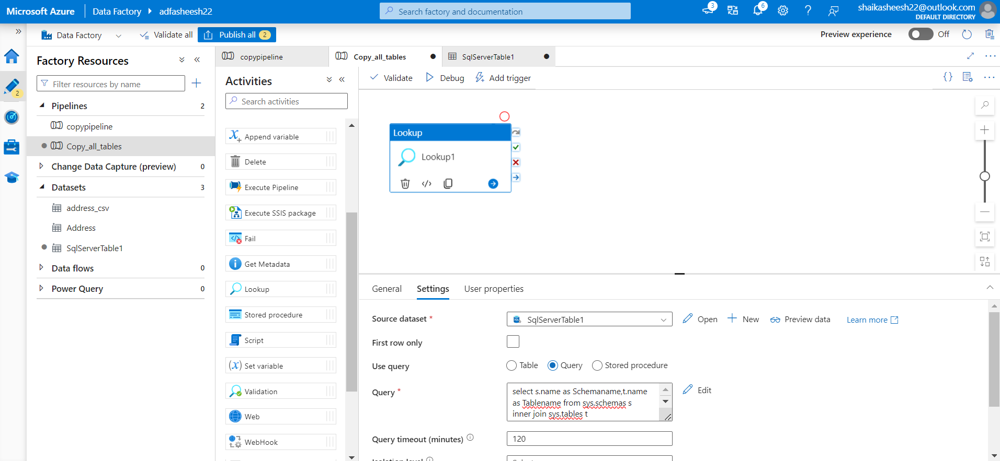 Microsoft Azure
Data Factory
adfasheesh22
Search factory and documentation
3
6
shaikasheesh22@outlook.com
DEFAULT DIRECTORY
Data Factory
Validate all
Publish all
2
Preview experience
Off
2
Factory Resources
Filter resources by name
Pipelines
2
copypipeline
Copy_all_tables
Change Data Capture (preview)
0
Datasets
3
address_csv
Address
SqlServerTable1
Data flows
0
Power Query
0
copypipeline
Copy_all_tables
SqlServerTable1
Activities
Search activities
Append variable
Delete
Execute Pipeline
Execute SSIS package
Fail
Get Metadata
Lookup
Stored procedure
Script
Set variable
Validation
Web
WebHook
Validate
Debug
Add trigger
Lookup
Lookup1
General
Settings
User properties
Source dataset *
SqlServerTable1
Open
New
Preview data
Learn more
First row only
Use query
Table
Query
Stored procedure
Query *
select s.name as Schemaname,t.name
as Tablename from sys.schemas s
inner join sys.tables t
Edit
Query timeout (minutes)
120
Isolation level